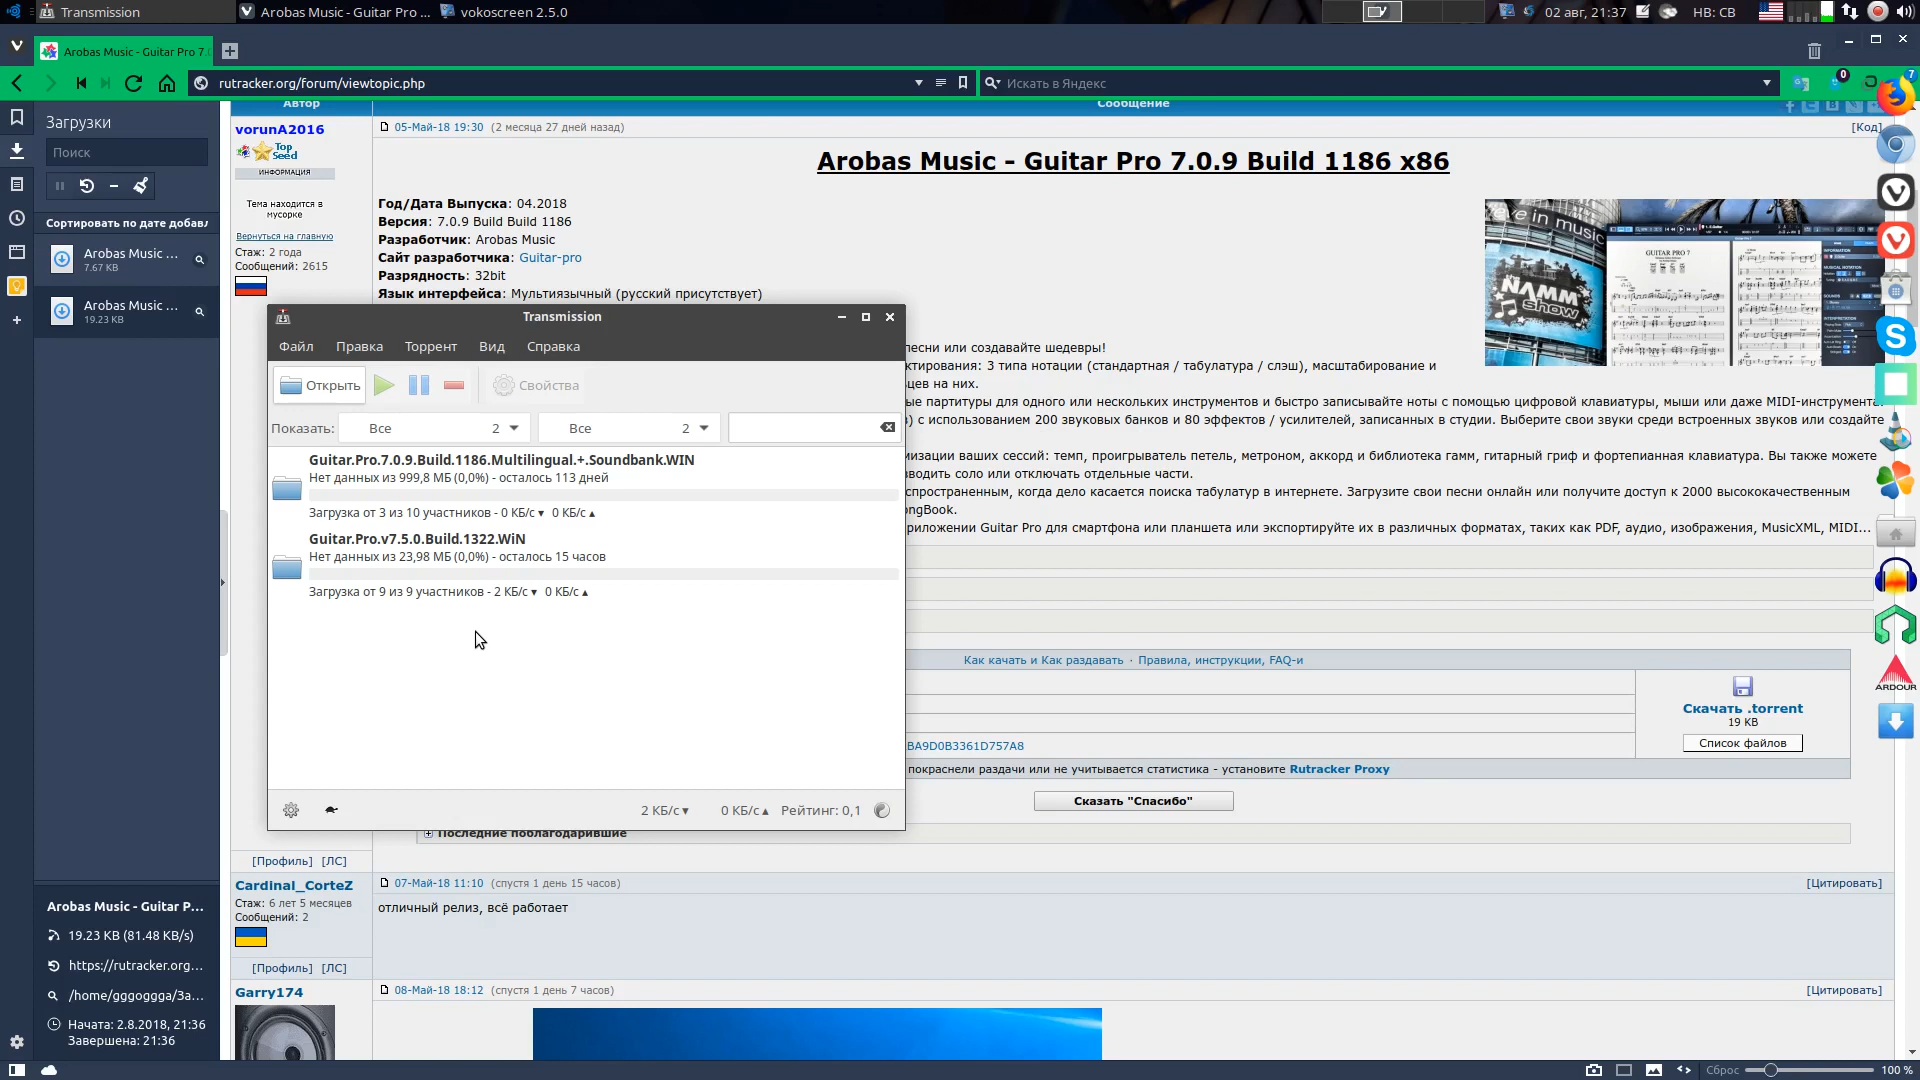 Transmission
Arobas Music - Guitar Pro ...
vokoscreen 2.5.0
02 авг, 21:37
НВ: СВ
Arobas Music - Guitar Pro 7.
rutracker.org/forum/viewtopic.php
Искать в Яндекс
0
7
Загрузки
Поиск
Сортировать по дате добавл
Arobas Music ...
7.67 KB
Arobas Music ...
19.23 KB
Автор
Сообщение
vorunA2016
Top Seed
ИНФОРМАЦИЯ
Тема находится в мусорке
Вернуться на главную
Стаж: 2 года
Сообщений: 2615
05-Май-18 19:30 (2 месяца 27 дней назад)
[Код]
Arobas Music - Guitar Pro 7.0.9 Build 1186 x86
Год/Дата Выпуска: 04.2018
Версия: 7.0.9 Build Build 1186
Разработчик: Arobas Music
Сайт разработчика: Guitar-pro
Разрядность: 32bit
Язык интерфейса: Мультиязычный (русский присутствует)
eve in music
NAMM show
GUITAR PRO 7
песни или создавайте шедевры!
ктирования: 3 типа нотации (стандартная / табулатура / слэш), масштабирование и
ьцев на них.
ые партитуры для одного или нескольких инструментов и быстро записывайте ноты с помощью цифровой клавиатуры, мыши или даже MIDI-инструмента.
) с использованием 200 звуковых банков и 80 эффектов / усилителей, записанных в студии. Выберите свои звуки среди встроенных звуков или создайте
мизации ваших сессий: темп, проигрыватель петель, метроном, аккорд и библиотека гамм, гитарный гриф и фортепианная клавиатура. Вы также можете
зводить соло или отключать отдельные части.
спространенным, когда дело касается поиска табулатур в интернете. Загрузите свои песни онлайн или получите доступ к 2000 высококачественным
ongBook.
риложении Guitar Pro для смартфона или планшета или экспортируйте их в различных форматах, таких как PDF, аудио, изображения, MusicXML, MIDI...
Transmission
Файл Правка Торрент Вид Справка
Открыть
Свойства
Показать: Все 2 Все 2
Guitar.Pro.7.0.9.Build.1186.Multilingual.+.Soundbank.WIN
Нет данных из 999,8 МБ (0,0%) - осталось 113 дней
Загрузка от 3 из 10 участников - 0 КБ/с ▾ 0 КБ/с ▴
Guitar.Pro.v7.5.0.Build.1322.WiN
Нет данных из 23,98 МБ (0,0%) - осталось 15 часов
Загрузка от 9 из 9 участников - 2 КБ/с ▾ 0 КБ/с ▴
2 КБ/с ▾ 0 КБ/с ▴ Рейтинг: 0,1
Как качать и Как раздавать · Правила, инструкции, FAQ-и
Скачать .torrent
19 KB
Список файлов
BA9D0B3361D757A8
покраснели раздачи или не учитывается статистика - установите Rutracker Proxy
Сказать "Спасибо"
Последние поблагодарившие
[Профиль] [ЛС]
Cardinal_CorteZ
Стаж: 6 лет 5 месяцев
Сообщений: 2
07-Май-18 11:10 (спустя 1 день 15 часов)
[Цитировать]
отличный релиз, всё работает
[Профиль] [ЛС]
Garry174
08-Май-18 18:12 (спустя 1 день 7 часов)
[Цитировать]
Arobas Music - Guitar P...
19.23 KB (81.48 KB/s)
https://rutracker.org...
/home/gggoggga/За...
Начата: 2.8.2018, 21:36
Завершена: 21:36
ARDOUR
Сброс
100 %